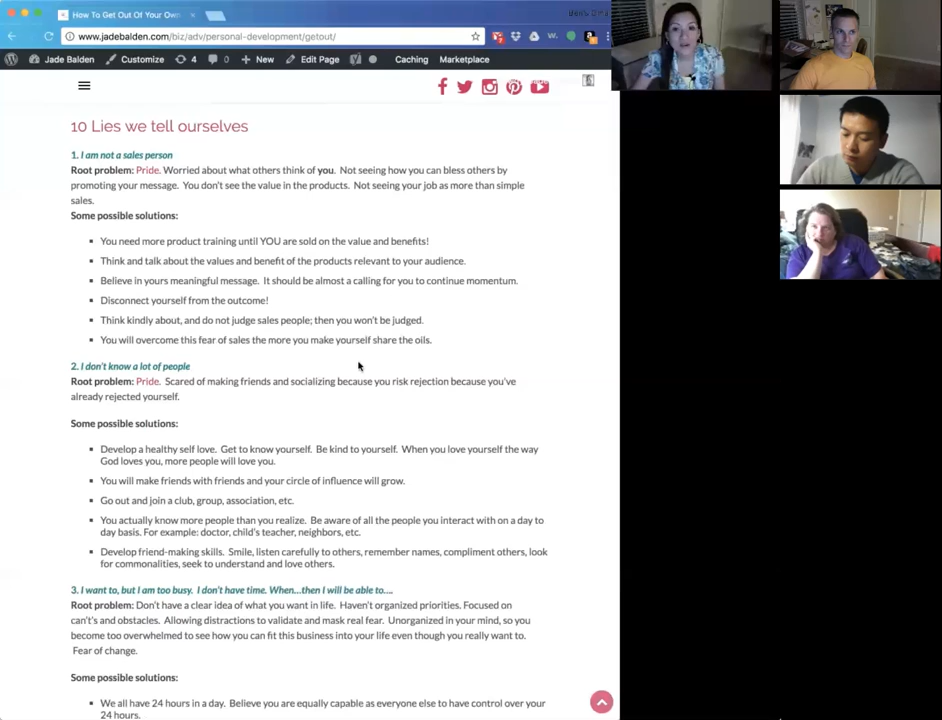 How To Get Out Of Your Own
www.jadebalden.com/biz/adv/personal-development/getout/
Jade Balden Customize 4 0 New Edit Page Caching Marketplace
10 Lies we tell ourselves
1. I am not a sales person
Root problem: Pride. Worried about what others think of you. Not seeing how you can bless others by
promoting your message. You don't see the value in the products. Not seeing your job as more than simple
sales.
Some possible solutions:
You need more product training until YOU are sold on the value and benefits!
Think and talk about the values and benefit of the products relevant to your audience.
Believe in yours meaningful message. It should be almost a calling for you to continue momentum.
Disconnect yourself from the outcome!
Think kindly about, and do not judge sales people; then you won't be judged.
You will overcome this fear of sales the more you make yourself share the oils.
2. I don't know a lot of people
Root problem: Pride. Scared of making friends and socializing because you risk rejection because you've
already rejected yourself.
Some possible solutions:
Develop a healthy self love. Get to know yourself. Be kind to yourself. When you love yourself the way
God loves you, more people will love you.
You will make friends with friends and your circle of influence will grow.
Go out and join a club, group, association, etc.
You actually know more people than you realize. Be aware of all the people you interact with on a day to
day basis. For example: doctor, child's teacher, neighbors, etc.
Develop friend-making skills. Smile, listen carefully to others, remember names, compliment others, look
for commonalities, seek to understand and love others.
3. I want to, but I am too busy. I don't have time. When...then I will be able to....
Root problem: Don't have a clear idea of what you want in life. Haven't organized priorities. Focused on
can't's and obstacles. Allowing distractions to validate and mask real fear. Unorganized in your mind, so you
become too overwhelmed to see how you can fit this business into your life even though you really want to.
Fear of change.
Some possible solutions:
We all have 24 hours in a day. Believe you are equally capable as everyone else to have control over your
24 hours.